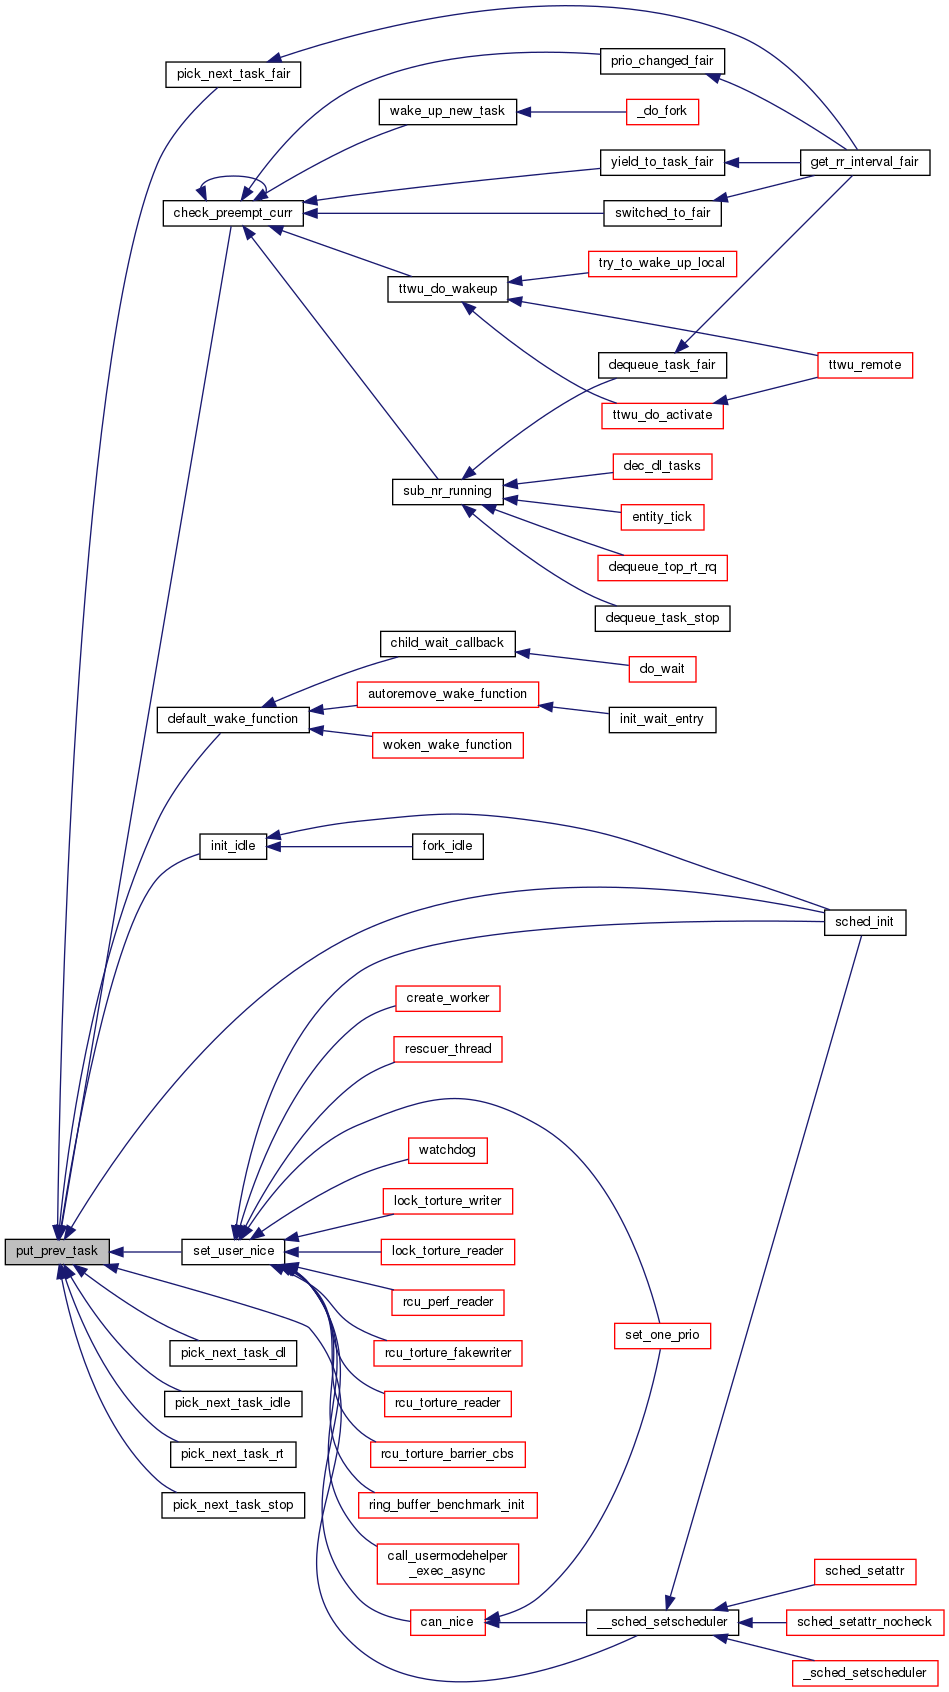 prio_changed_fair
pick_next_task_fair
wake_up_new_task
_do_fork
yield_to_task_fair
get_rr_interval_fair
check_preempt_curr
switched_to_fair
try_to_wake_up_local
ttwu_do_wakeup
dequeue_task_fair
ttwu_remote
ttwu_do_activate
dec_dl_tasks
sub_nr_running
entity_tick
dequeue_top_rt_rq
dequeue_task_stop
child_wait_callback
do_wait
autoremove_wake_function
default_wake_function
init_wait_entry
woken_wake_function
init_idle
fork_idle
sched_init
create_worker
rescuer_thread
watchdog
lock_torture_writer
put_prev_task
set_user_nice
lock_torture_reader
rcu_perf_reader
set_one_prio
pick_next_task_dl
rcu_torture_fakewriter
pick_next_task_idle
rcu_torture_reader
pick_next_task_rt
rcu_torture_barrier_cbs
pick_next_task_stop
ring_buffer_benchmark_init
call_usermodehelper
_exec_async
sched_setattr
can_nice
__sched_setscheduler
sched_setattr_nocheck
_sched_setscheduler